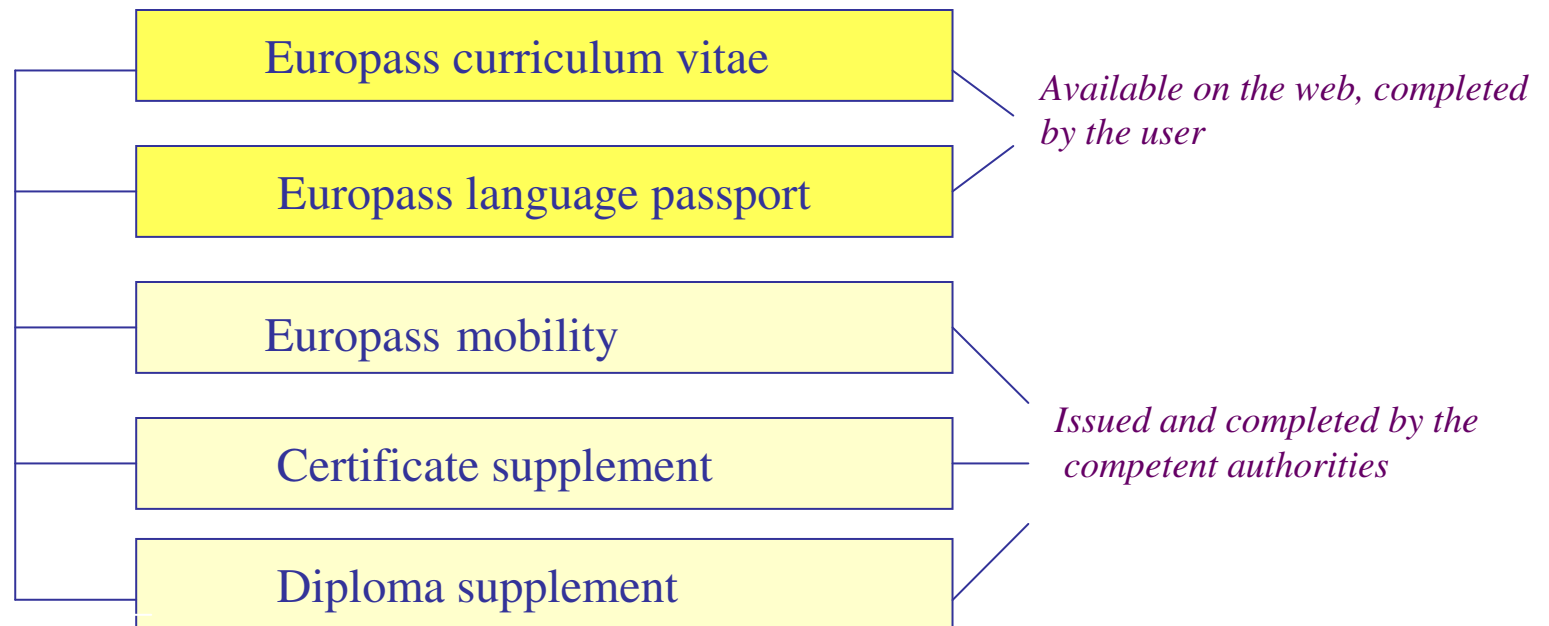 Europass curriculum vitae
Available on the web, completed
by the user
Europass language passport
Europass mobility
Issued and completed by the
competent authorities
Certificate supplement
Diploma supplement